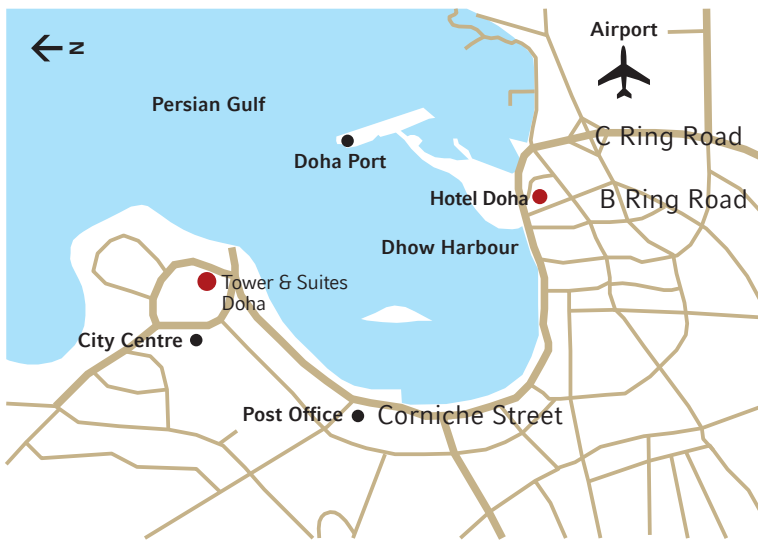 Airport
N
Persian Gulf
C Ring Road
Doha Port
Hotel Doha
B Ring Road
Dhow Harbour
Tower & Suites
Doha
City Centre
Post Office
Corniche Street